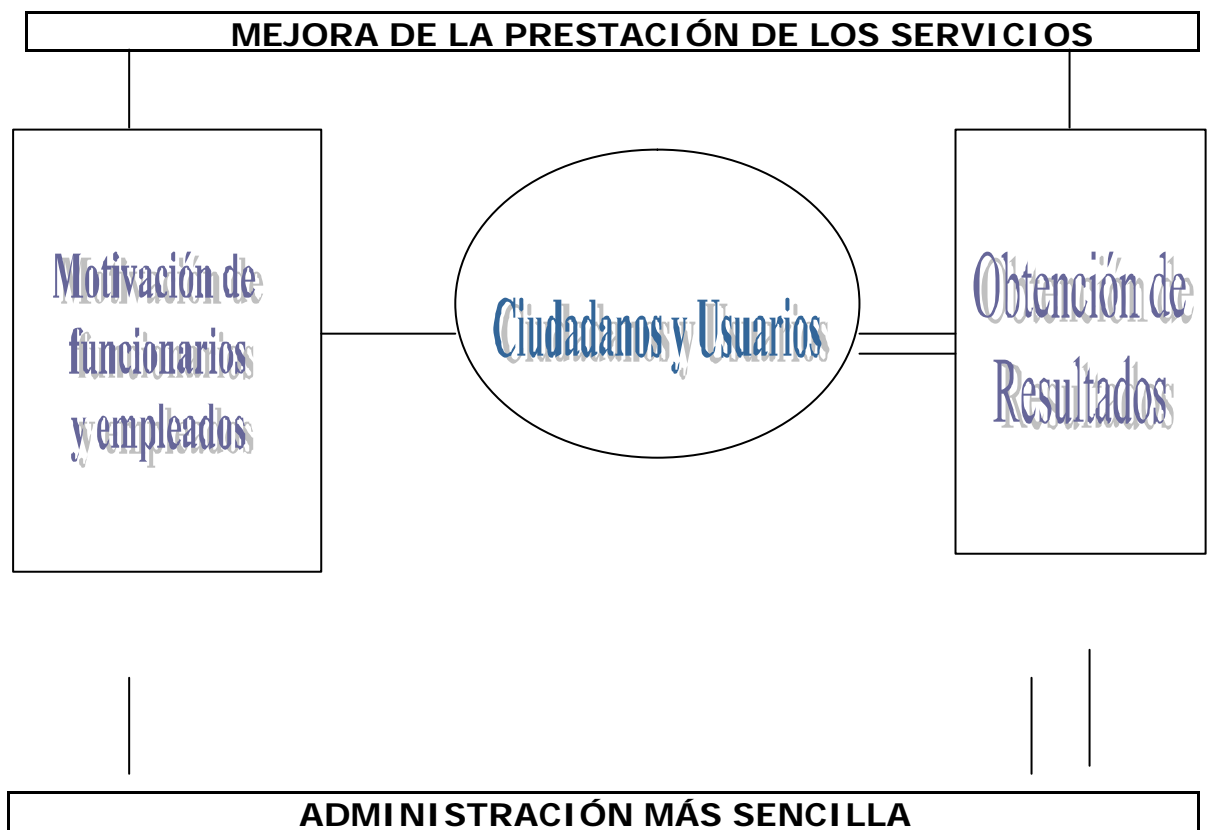 MEJORA DE LA PRESTACIÓN DE LOS SERVICIOS
Motivación de
funcionarios
y empleados
Ciudadanos y Usuarios
Obtención de
Resultados
ADMINISTRACIÓN MÁS SENCILLA